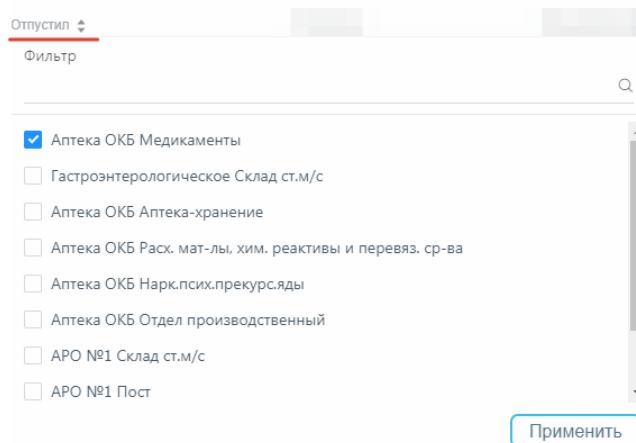 Отпустил
Фильтр
Аптека ОКБ Медикаменты
Гастроэнтерологическое Склад ст.м/с
Аптека ОКБ Аптека-хранение
Аптека ОКБ Расх. мат-лы, хим. реактивы и перевяз. ср-ва
Аптека ОКБ Нарк.псих.прекурс.яды
Аптека ОКБ Отдел производственный
АРО №1 Склад ст.м/с
АРО №1 Пост
Применить